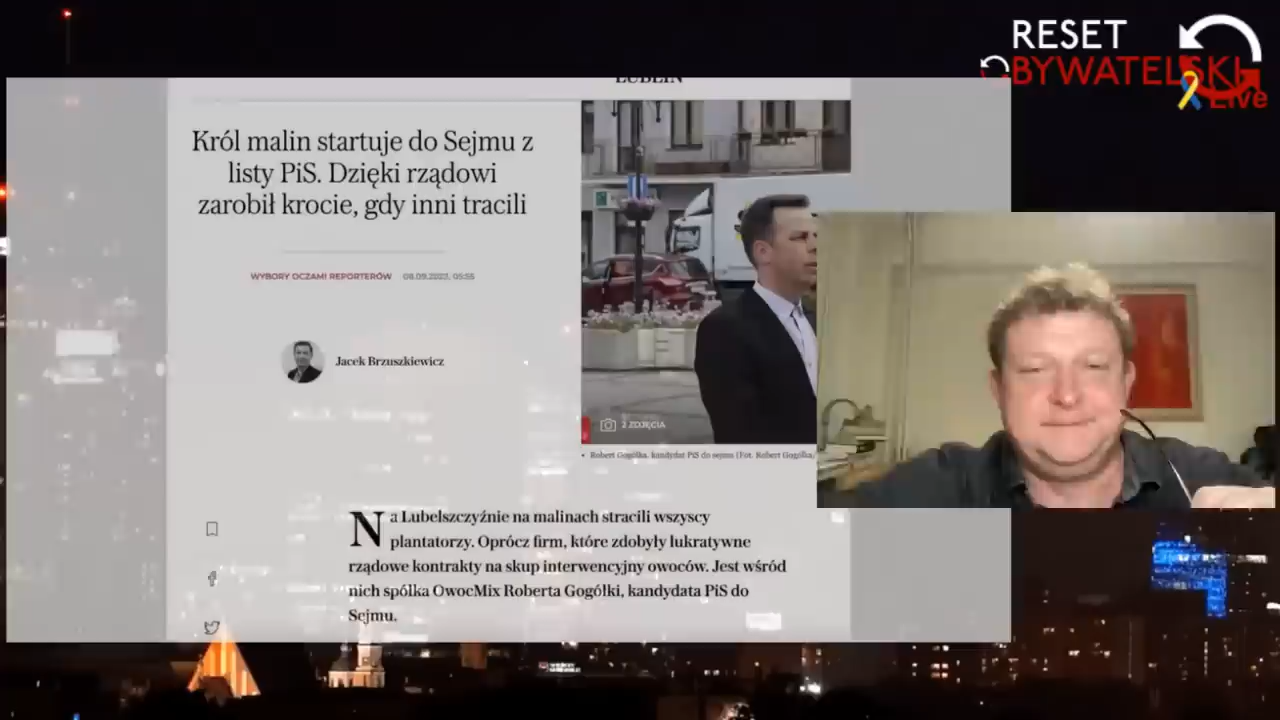 RESET
OBYWATELSKI
Live
LUBLIN
Król malin startuje do Sejmu z
listy PiS. Dzięki rządowi
zarobił krocie, gdy inni tracili
WYBORY OCZAMI REPORTERÓW 08.09.2023, 05:55
Jacek Brzuszkiewicz
2 ZDJĘCIA
• Robert Gogółka, kandydat PiS do sejmu (Fot. Robert Gogółka/
Na Lubelszczyźnie na malinach stracili wszyscy
plantatorzy. Oprócz firm, które zdobyły lukratywne
rządowe kontrakty na skup interwencyjny owoców. Jest wśród
nich spółka OwocMix Roberta Gogółki, kandydata PiS do
Sejmu.